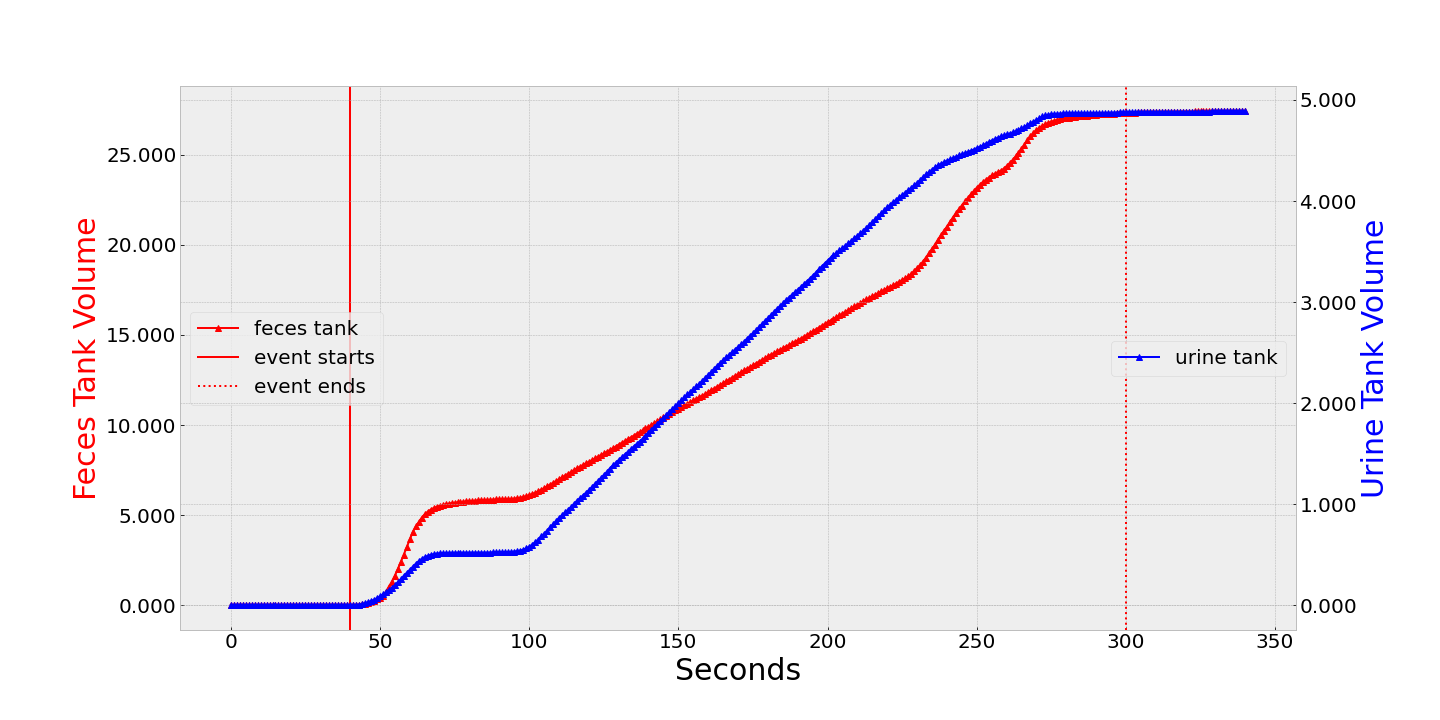 Feces Tank Volume
25.000
20.000
15.000
10.000
5.000
0.000
feces tank
event starts
event ends
urine tank
5.000
4.000
3.000
2.000
1.000
0.000
Urine Tank Volume
0 50 100 150 200 250 300 350
Seconds